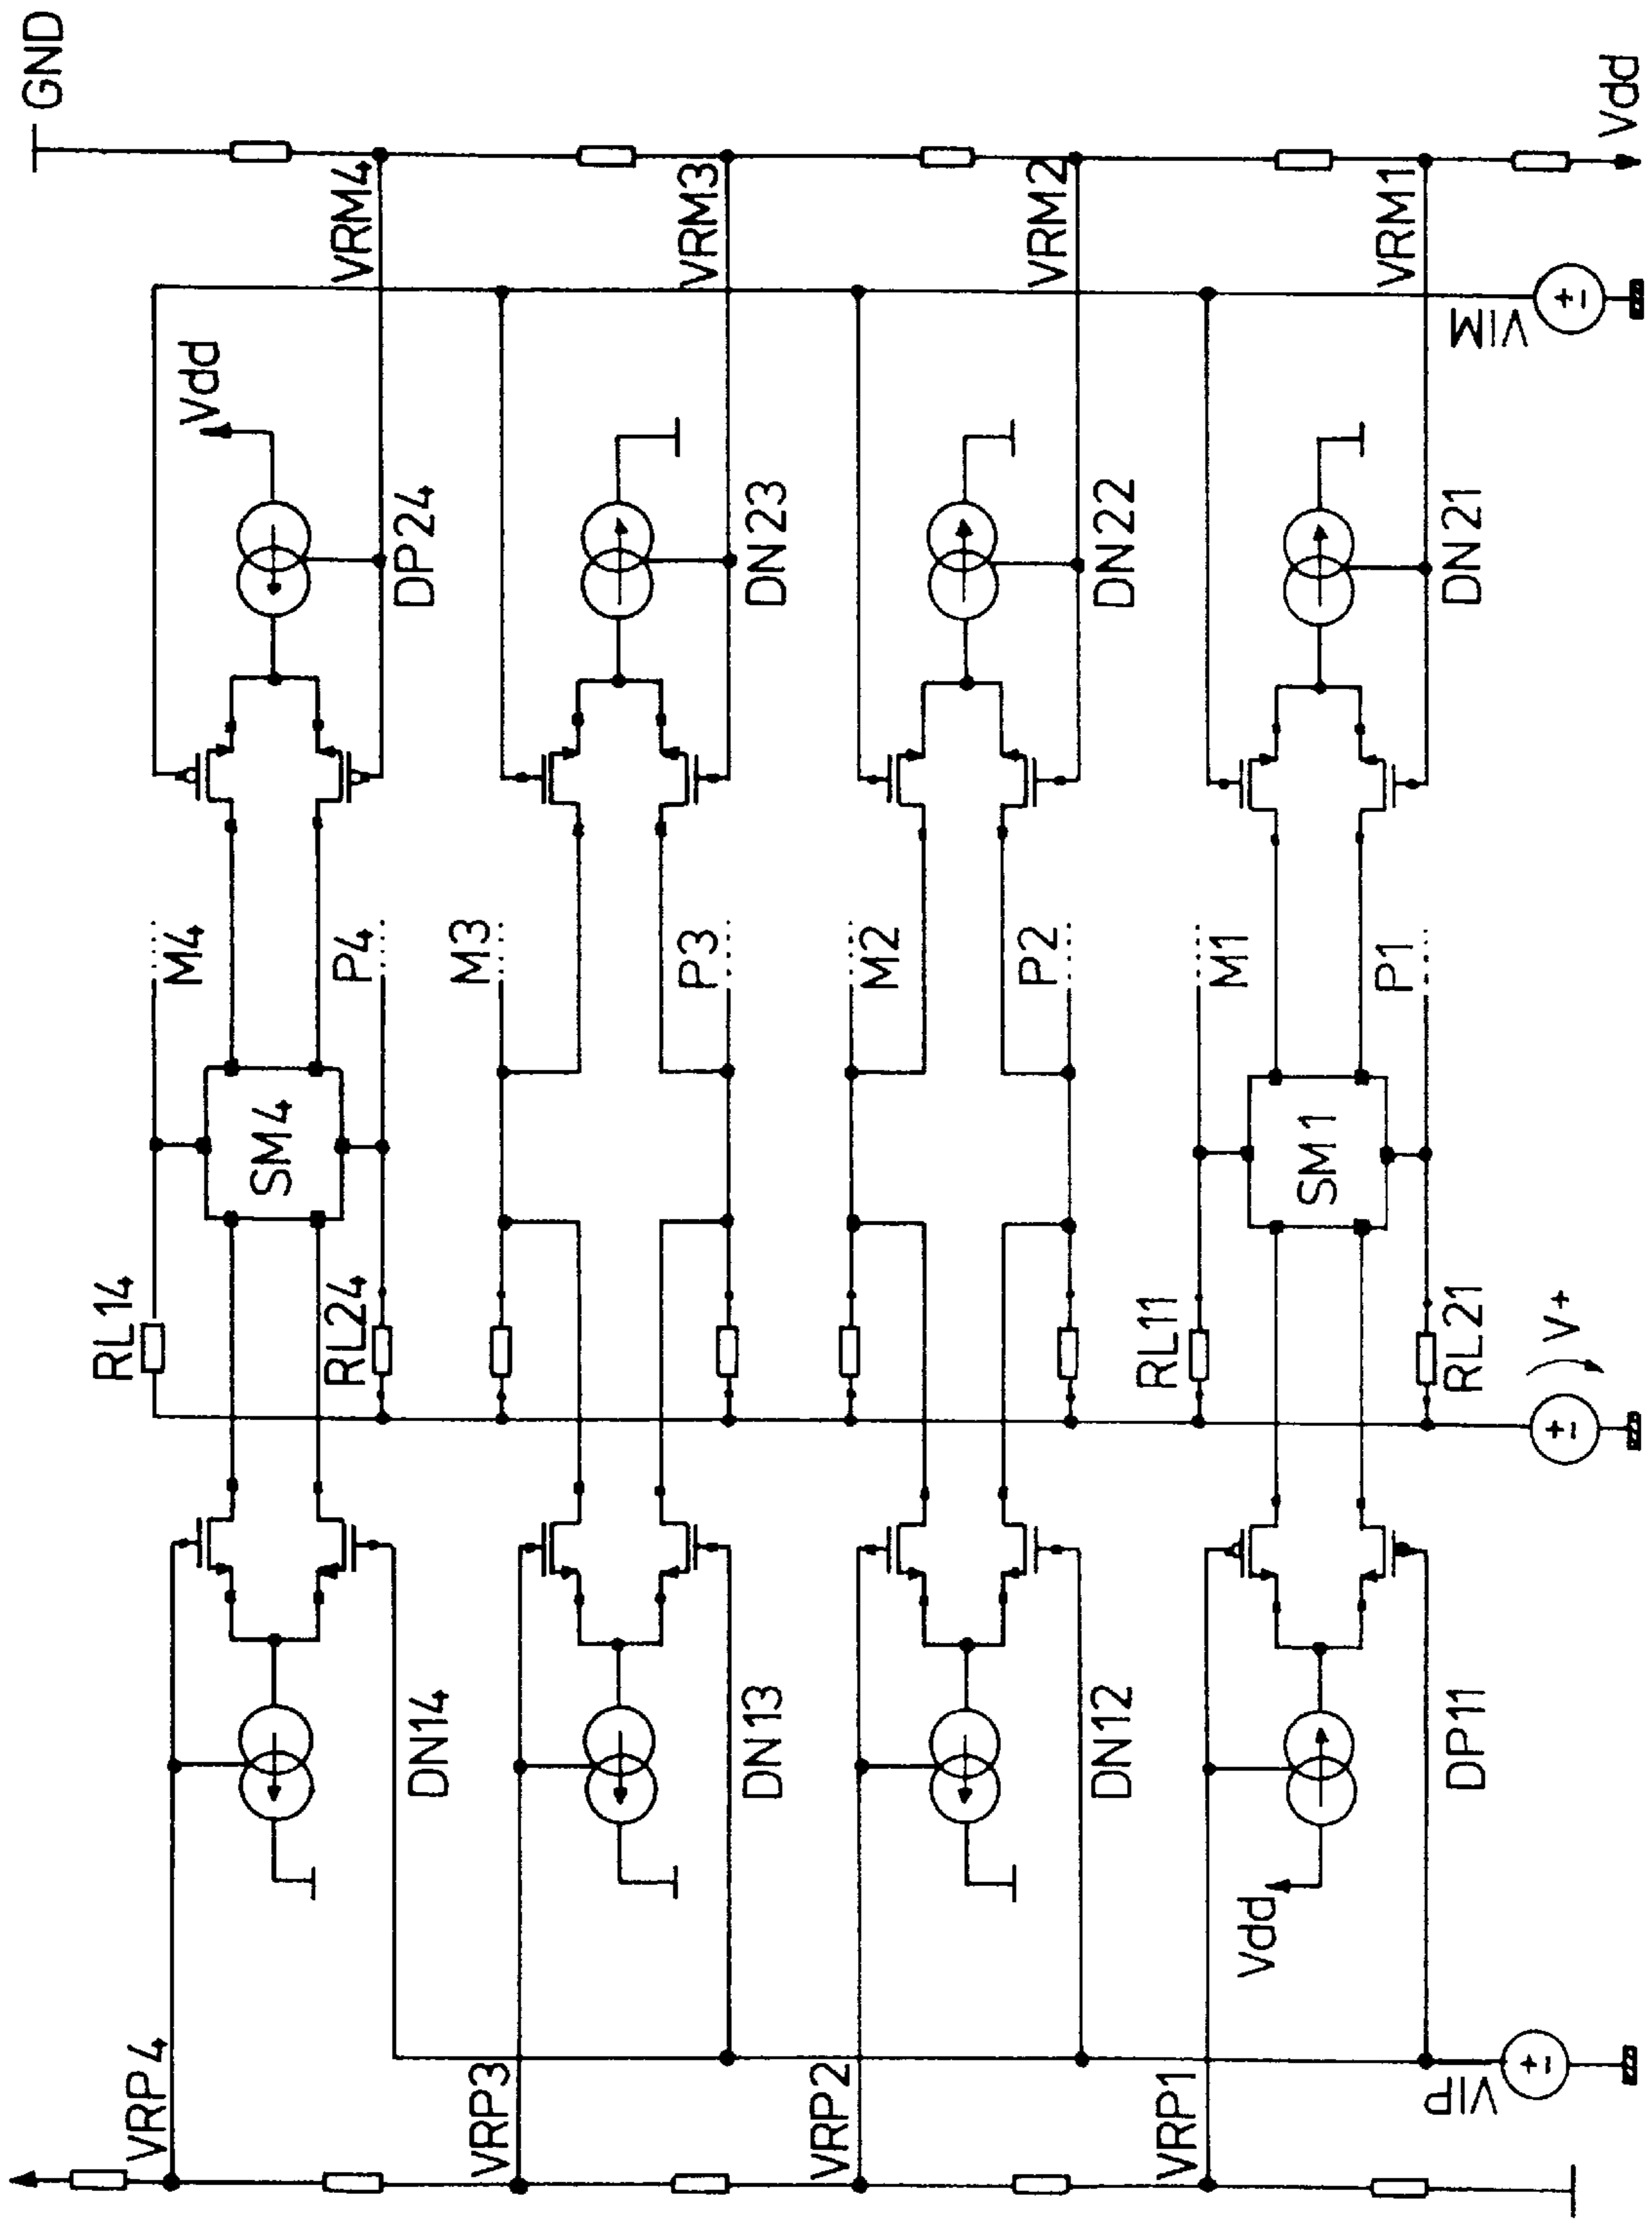 GND
Vdd
VRM4
VRM3
VRM2
VRM1
VIM
Vdd
DP24
DN23
DN22
DN21
M4
P4
M3
P3
M2
P2
M1
P1
SM4
SM1
RL14
RL24
RL11
RL21
V+
DN14
DN13
DN12
DP11
Vdd
VRP4
VRP3
VRP2
VRP1
VIP
+-
+-
+-